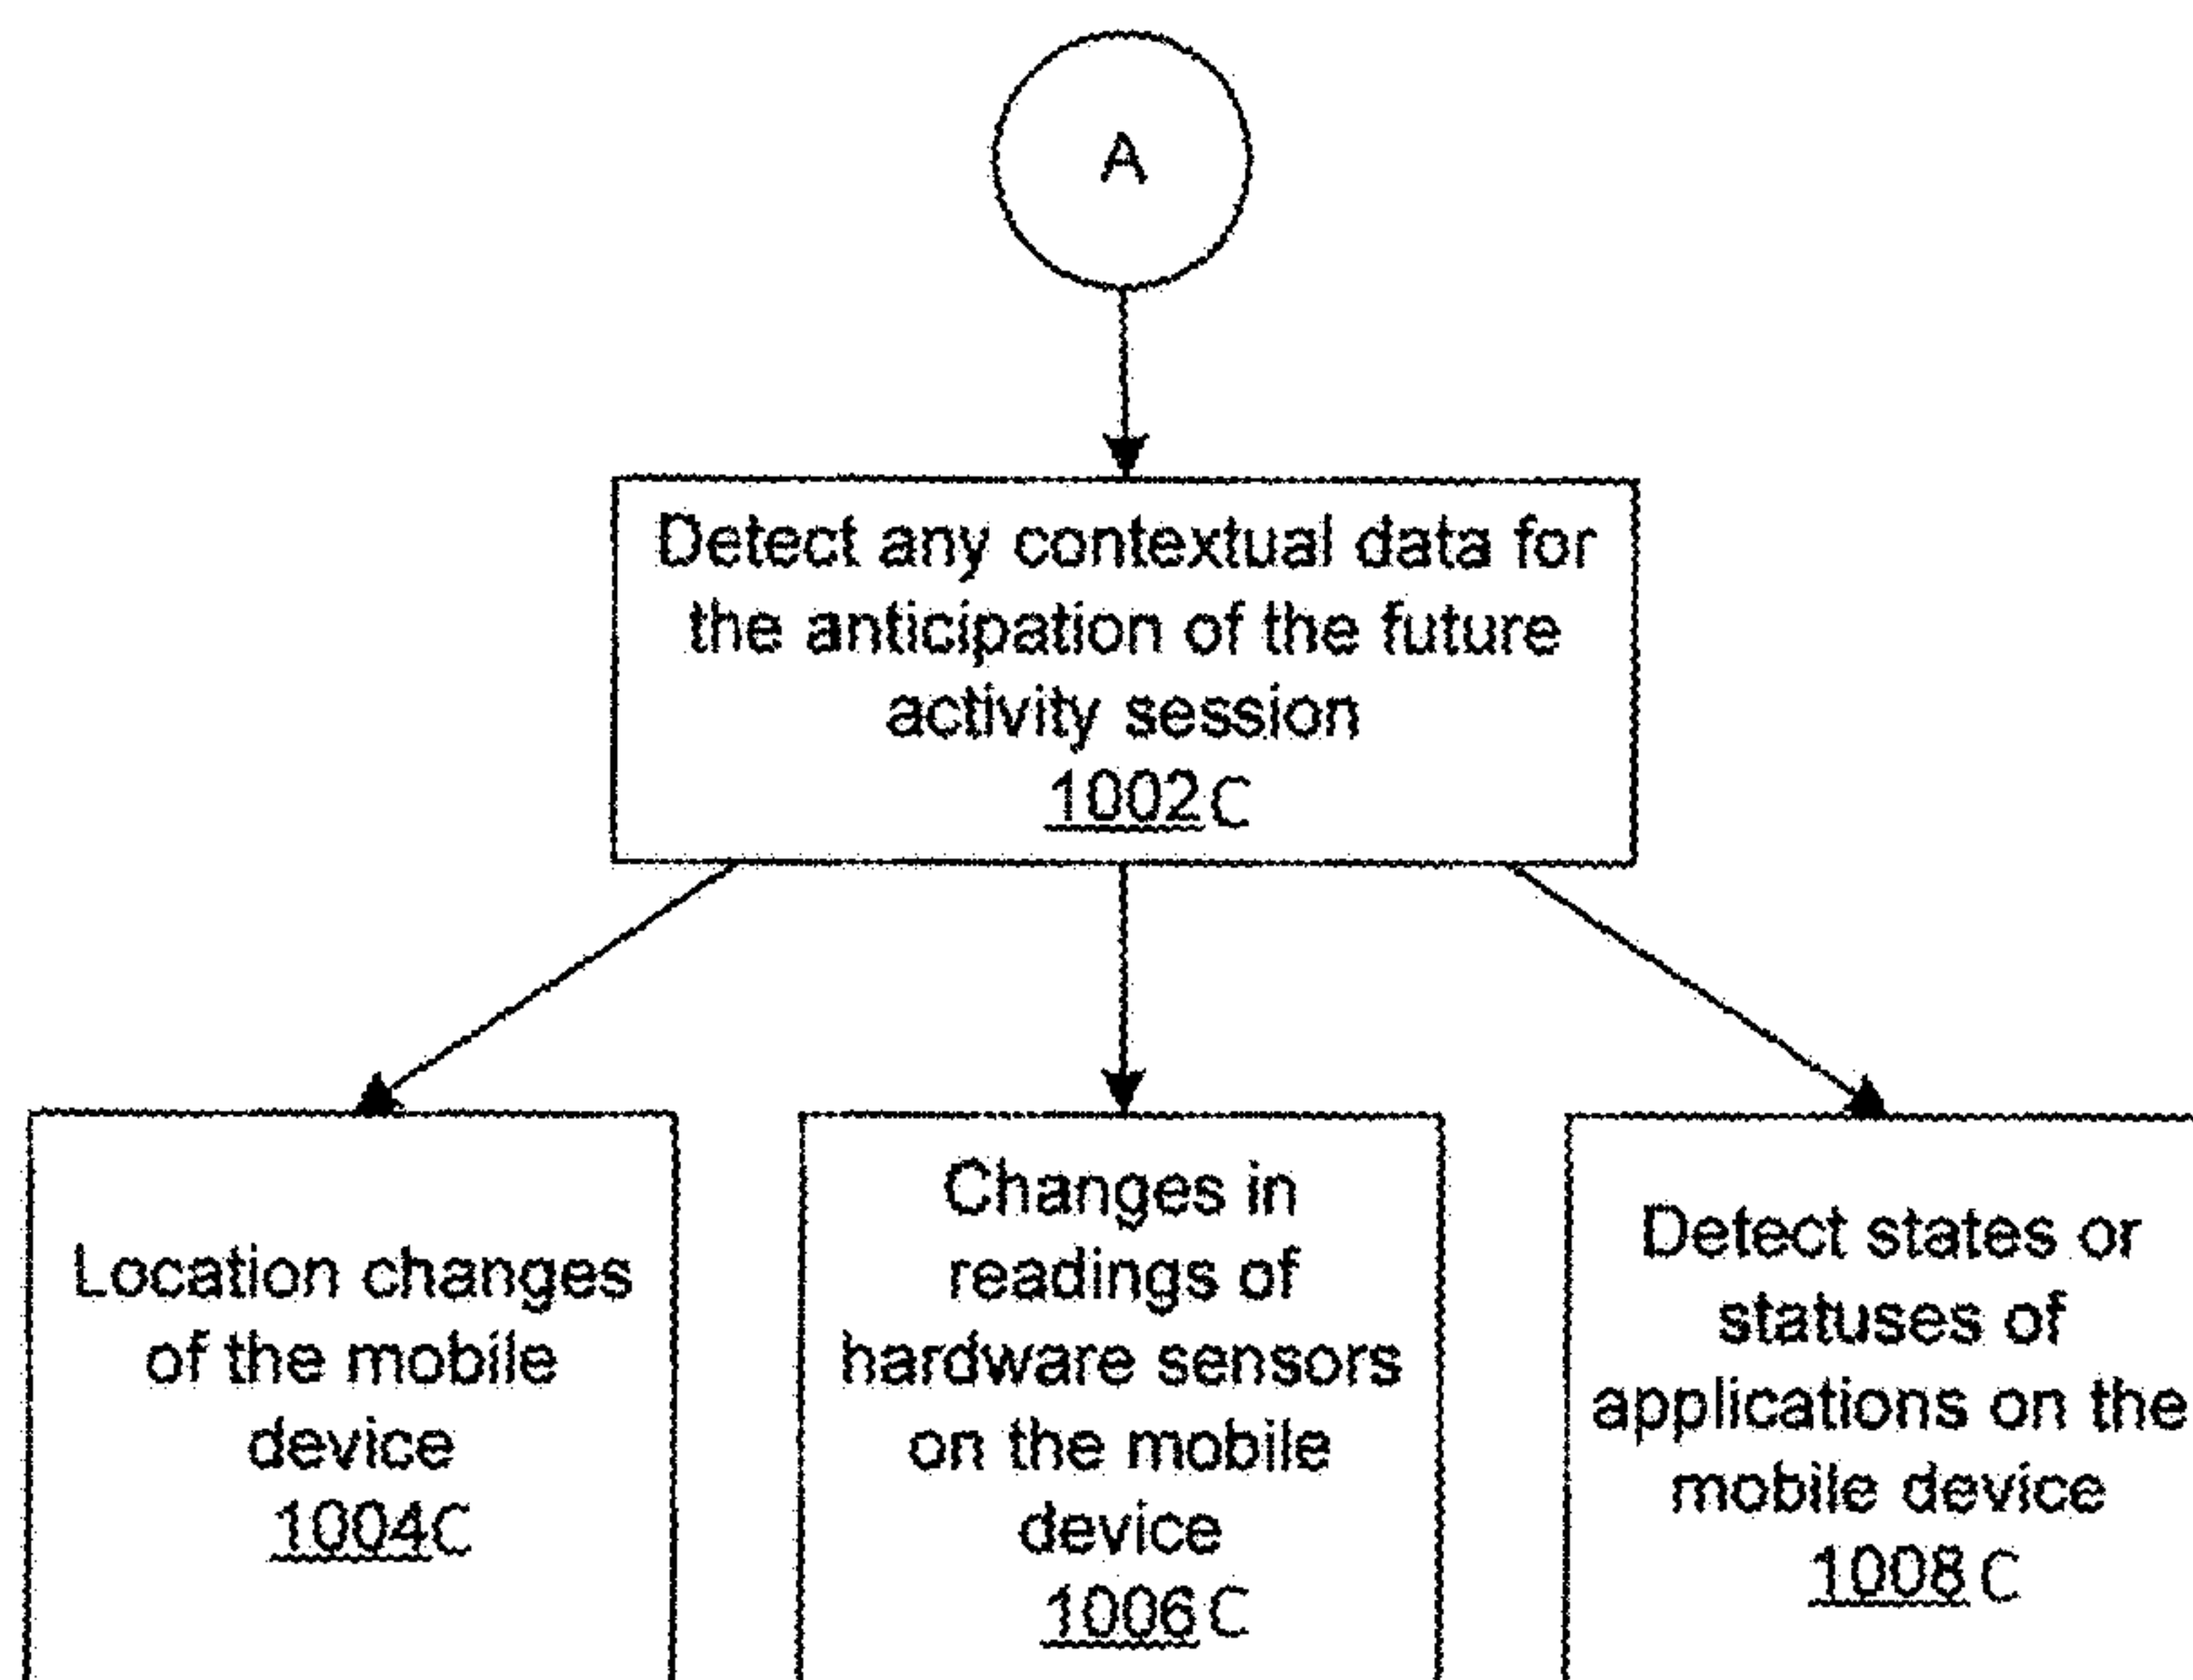 A
Detect any contextual data for
the anticipation of the future
activity session
1002C
Location changes
of the mobile
device
1004C
Changes in
readings of
hardware sensors
on the mobile
device
1006C
Detect states or
statuses of
applications on the
mobile device
1008C